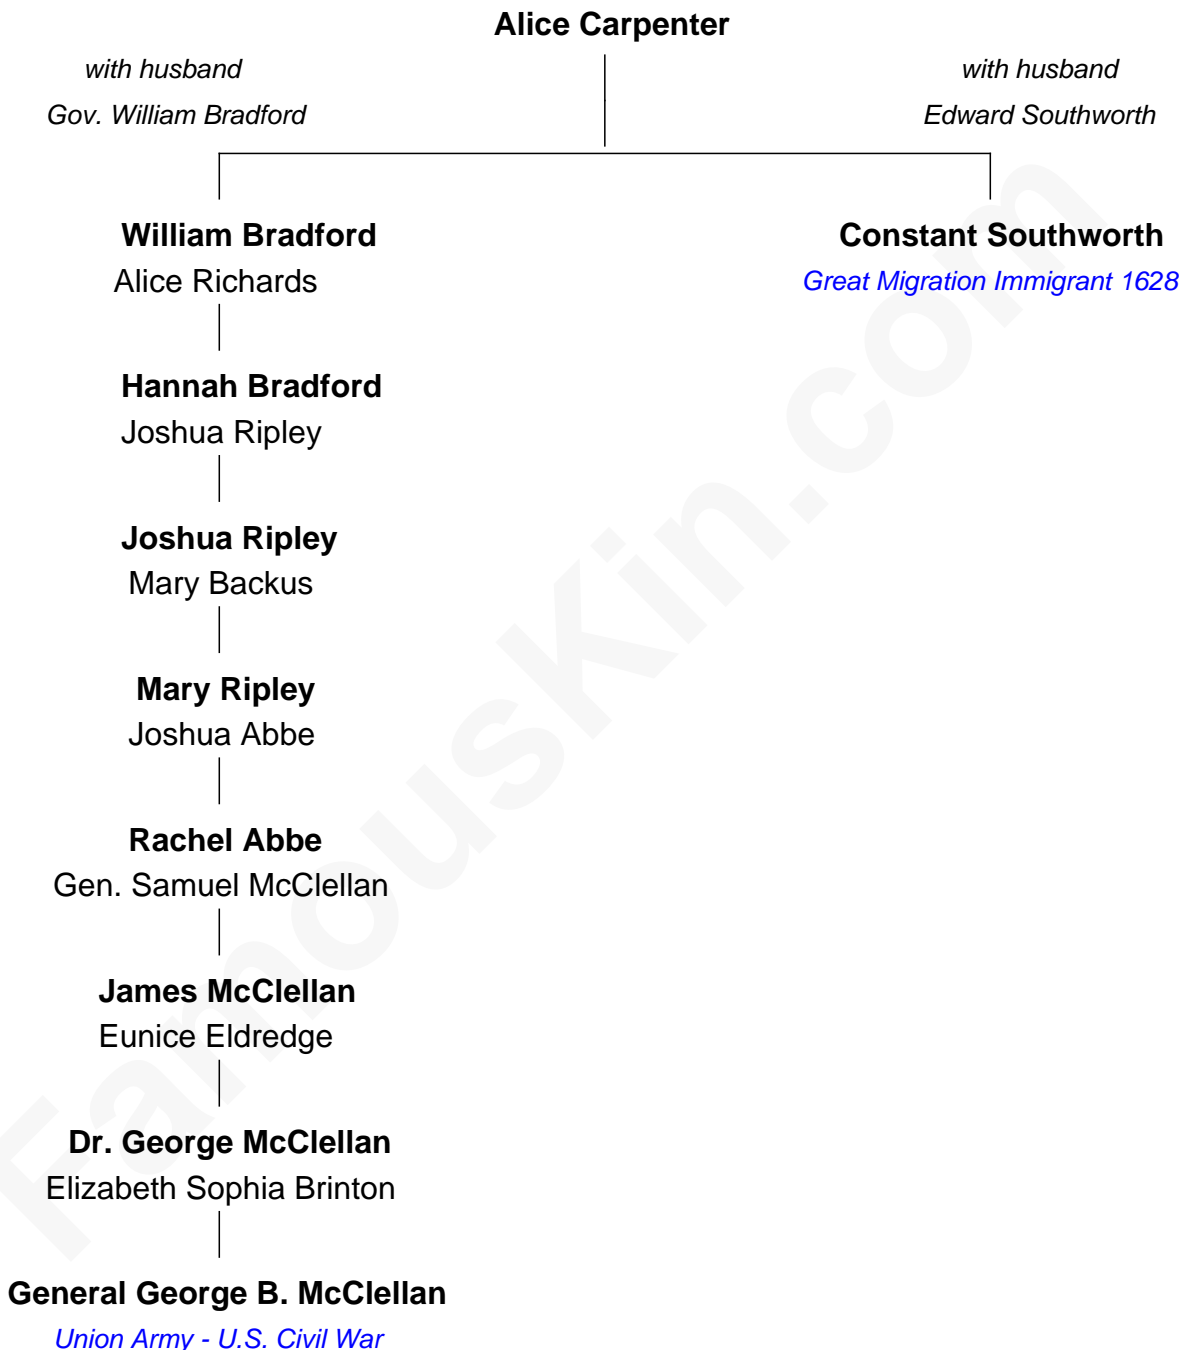 Alice Carpenter
with husband
Gov. William Bradford
with husband
Edward Southworth
William Bradford
Alice Richards
Constant Southworth
Great Migration Immigrant 1628
Hannah Bradford
Joshua Ripley
Joshua Ripley
Mary Backus
Mary Ripley
Joshua Abbe
Rachel Abbe
Gen. Samuel McClellan
James McClellan
Eunice Eldredge
Dr. George McClellan
Elizabeth Sophia Brinton
General George B. McClellan
Union Army - U.S. Civil War
FamousKin.com